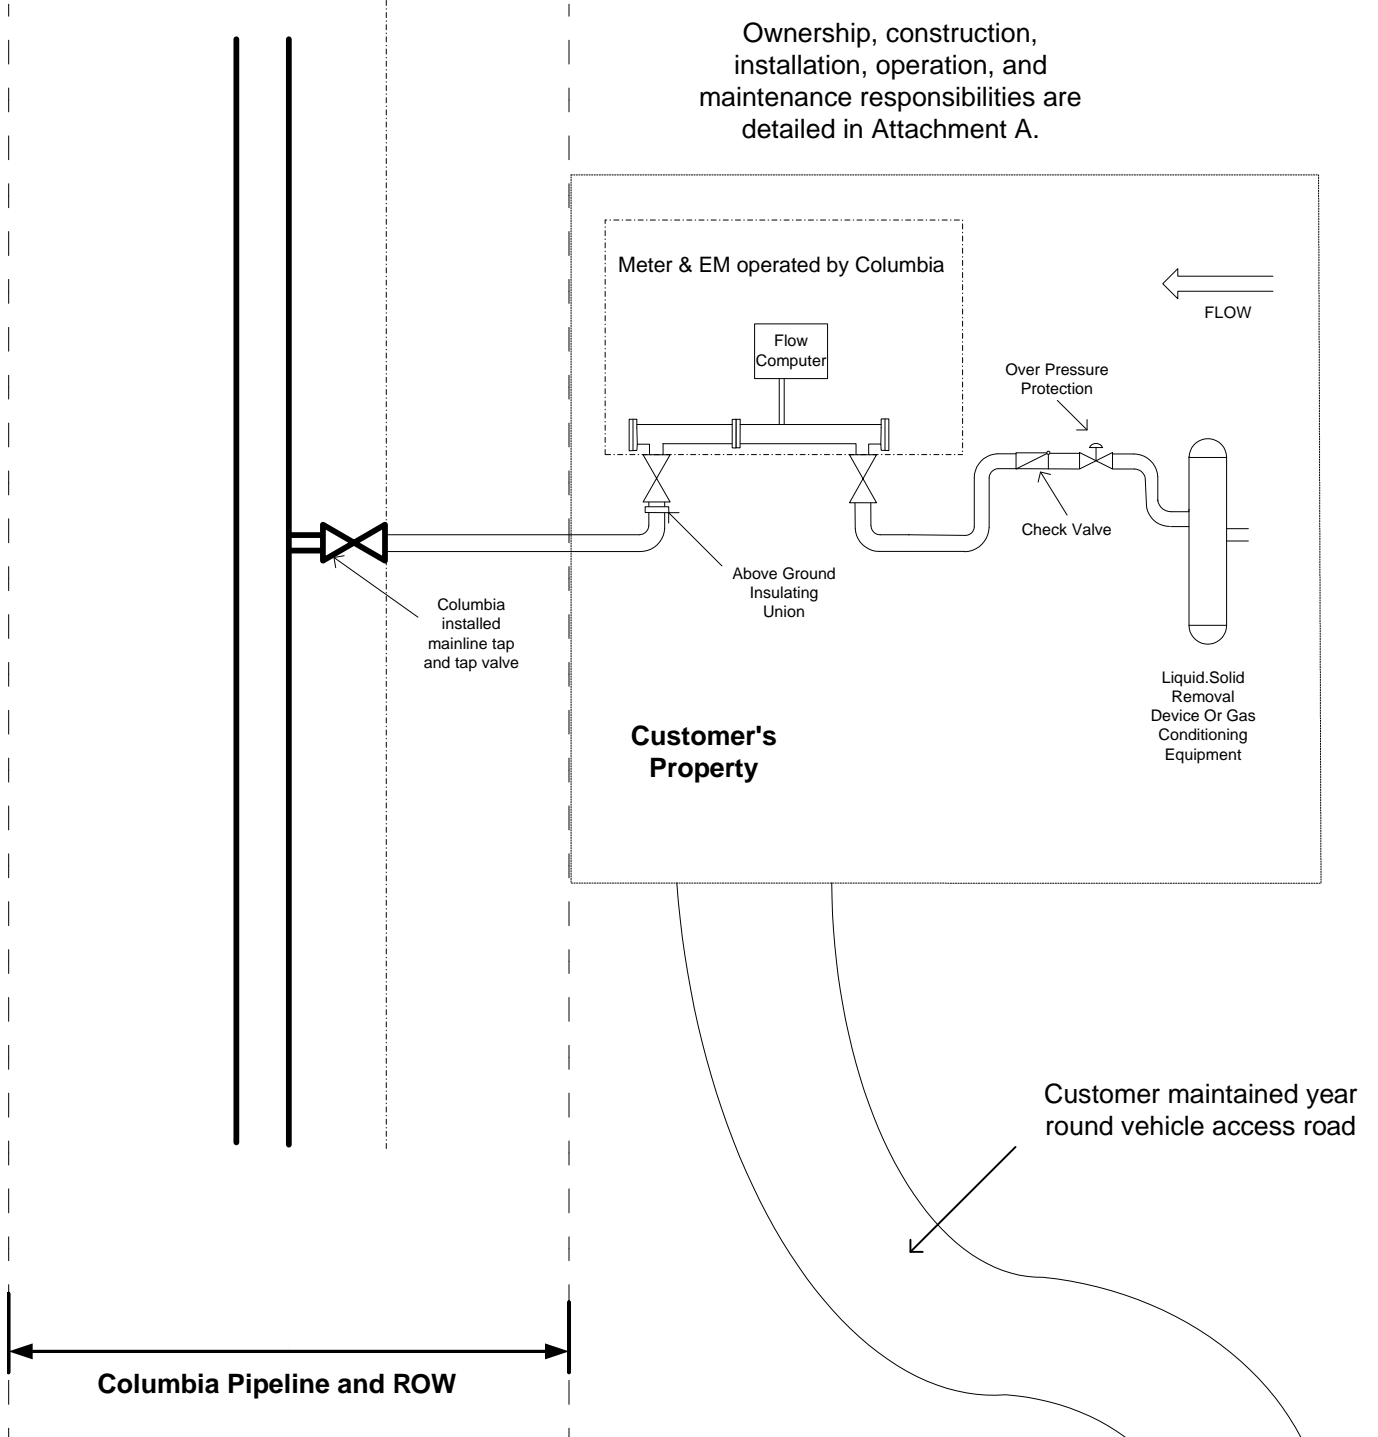 Ownership, construction,
installation, operation, and
maintenance responsibilities are
detailed in Attachment A.
Meter & EM operated by Columbia
FLOW
Flow
Computer
Over Pressure
Protection
Check Valve
Above Ground
Insulating
Union
Columbia
installed
mainline tap
and tap valve
Liquid.Solid
Removal
Device Or Gas
Conditioning
Equipment
Customer's
Property
Customer maintained year
round vehicle access road
Columbia Pipeline and ROW